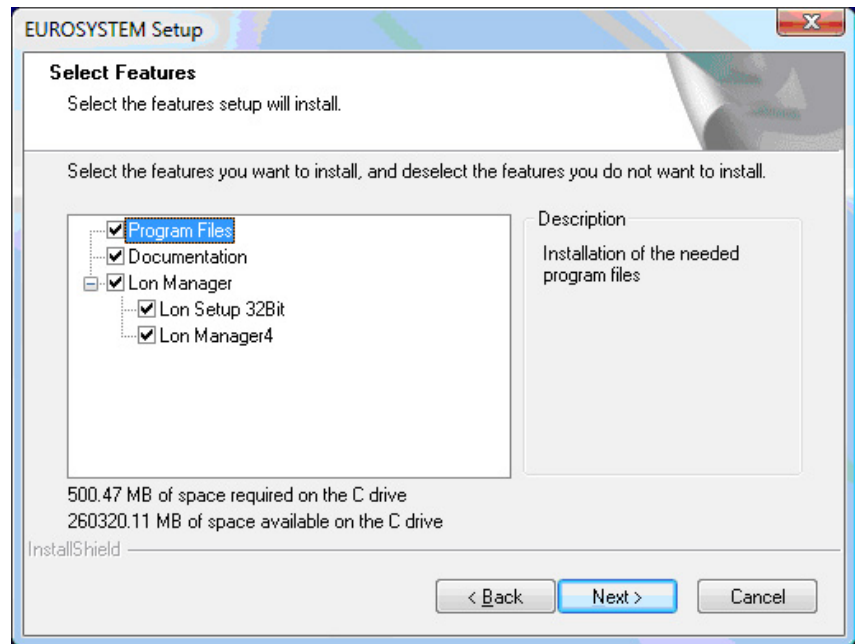 EUROSYSTEM Setup
Select Features
Select the features setup will install.
Select the features you want to install, and deselect the features you do not want to install.
Program Files
Documentation
Lon Manager
Lon Setup 32Bit
Lon Manager4
Description
Installation of the needed
program files
500.47 MB of space required on the C drive
260320.11 MB of space available on the C drive
InstallShield
< Back
Next >
Cancel